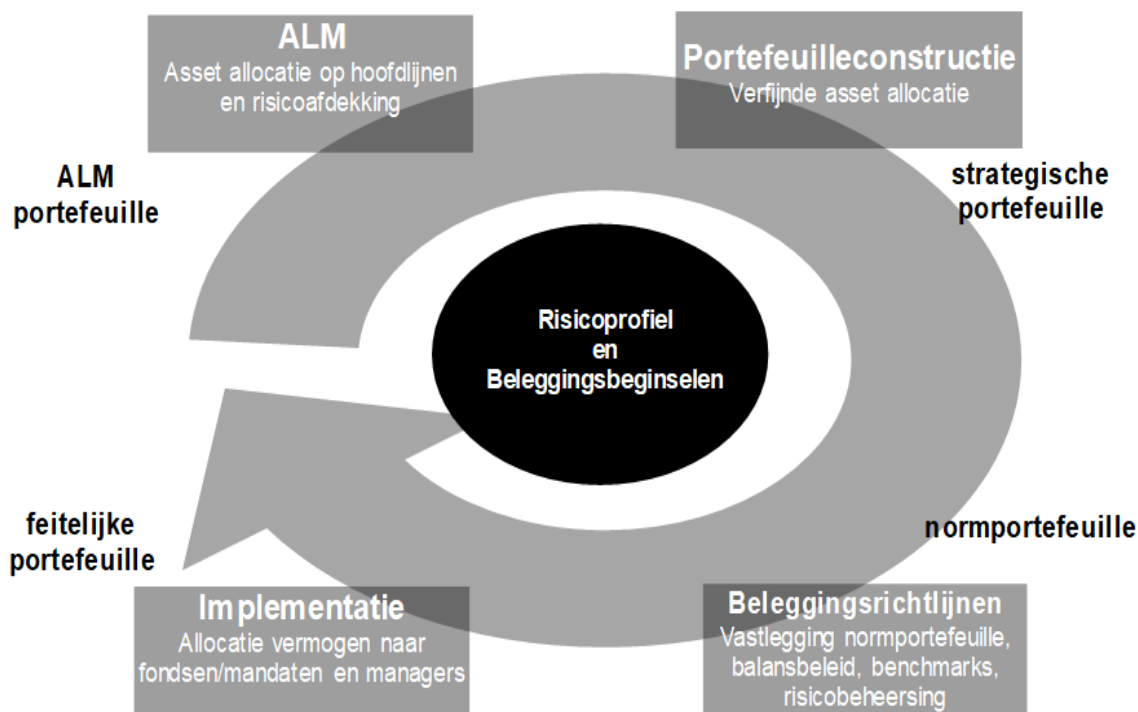 ALM
Asset allocatie op hoofdlijnen
en risicoafdekking
Portefeuilleconstructie
Verfijnde asset allocatie
ALM
portefeuille
strategische
portefeuille
Risicoprofiel
en
Beleggingsbeginselen
feitelijke
portefeuille
normportefeuille
Implementatie
Allocatie vermogen naar
fondsen/mandaten en managers
Beleggingsrichtlijnen
Vastlegging normportefeuille,
balansbeleid, benchmarks,
risicobeheersing